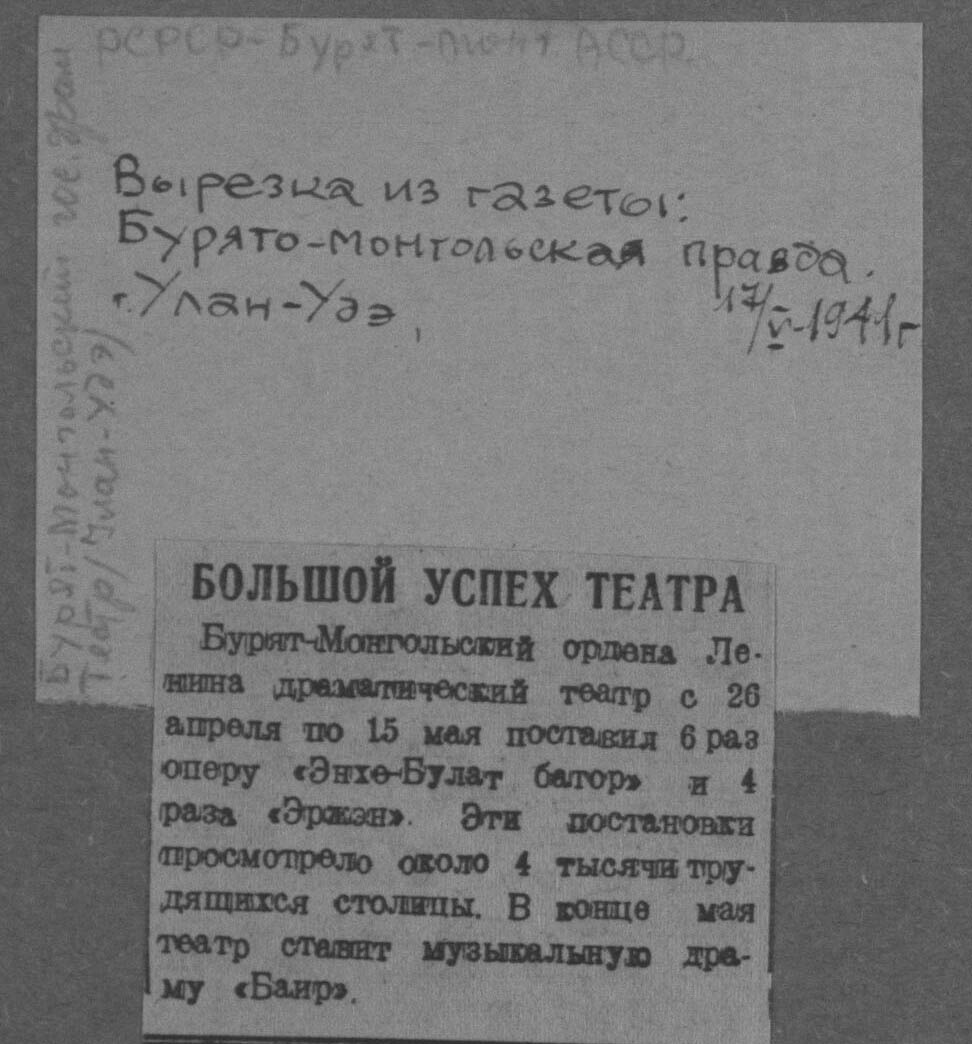 РСФСР-Бурят-Монг. АССР.
Бурят-Монгольский гос. драм
Театр/Улан-Удэ/
Вырезка из газеты:
Бурято-монгольская правда.
г. Улан-Удэ,
17/V-1941г
БОЛЬШОЙ УСПЕХ ТЕАТРА
Бурят-Монгольский ордена Ле-
нина драматический театр с 26
апреля по 15 мая поставил 6 раз
оперу «Энхе-Булат батор» и 4
раза «Эржэн». Эти постановки
просмотрело около 4 тысячи тру-
дящихся столицы. В конце мая
театр ставит музыкальную дра-
му «Баир».